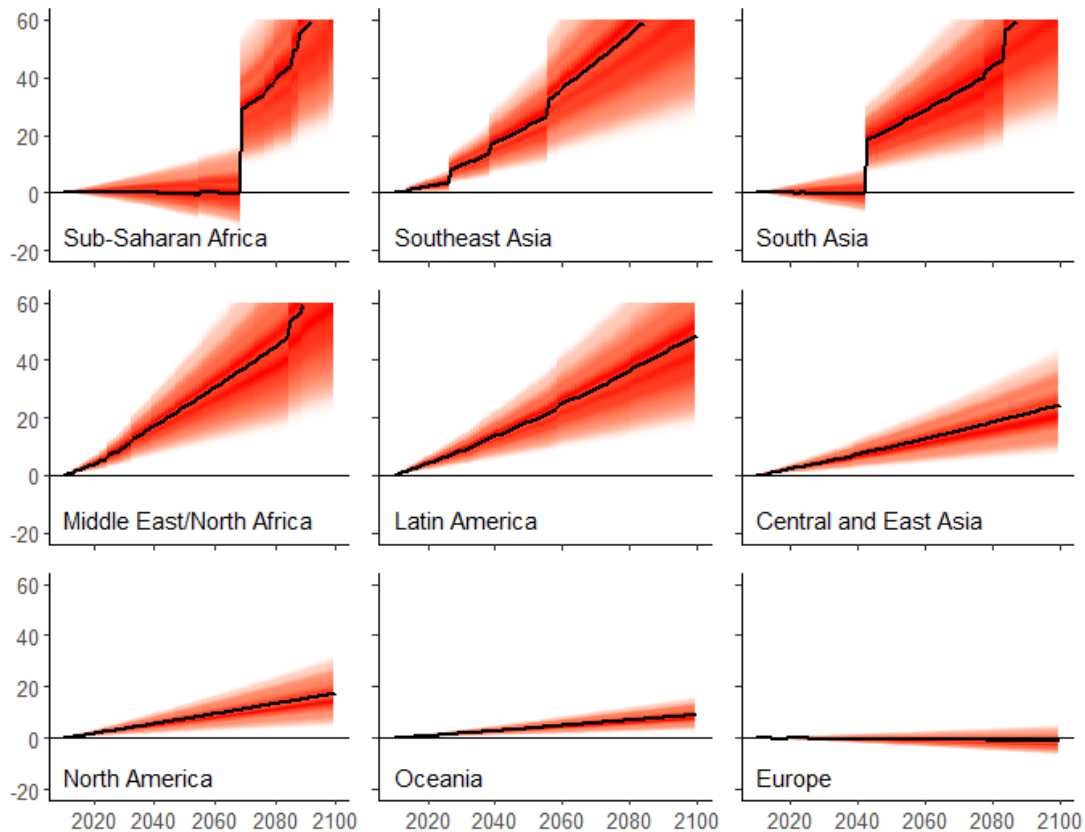 60
40
20
0
-20
Sub-Saharan Africa
Southeast Asia
South Asia
60
40
20
0
-20
Middle East/North Africa
Latin America
Central and East Asia
60
40
20
0
-20
North America
Oceania
Europe
2020 2040 2060 2080 2100
2020 2040 2060 2080 2100
2020 2040 2060 2080 2100